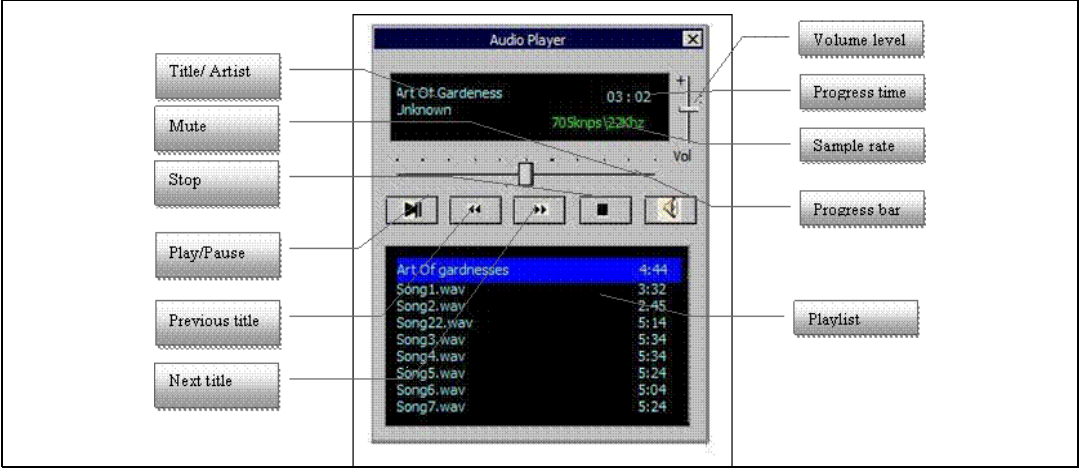 Audio Player
Title/ Artist
Mute
Stop
Play/Pause
Previous title
Next title
Art Of Gardeness
Unknown
03 : 02
705knps\22Khz
+
Vol
Art Of gardnesses 4:44
Song1.wav 3:32
Song2.wav 2:45
Song22.wav 5:14
Song3.wav 5:34
Song4.wav 5:34
Song5.wav 5:24
Song6.wav 5:04
Song7.wav 5:24
Volume level
Progress time
Sample rate
Progress bar
Playlist